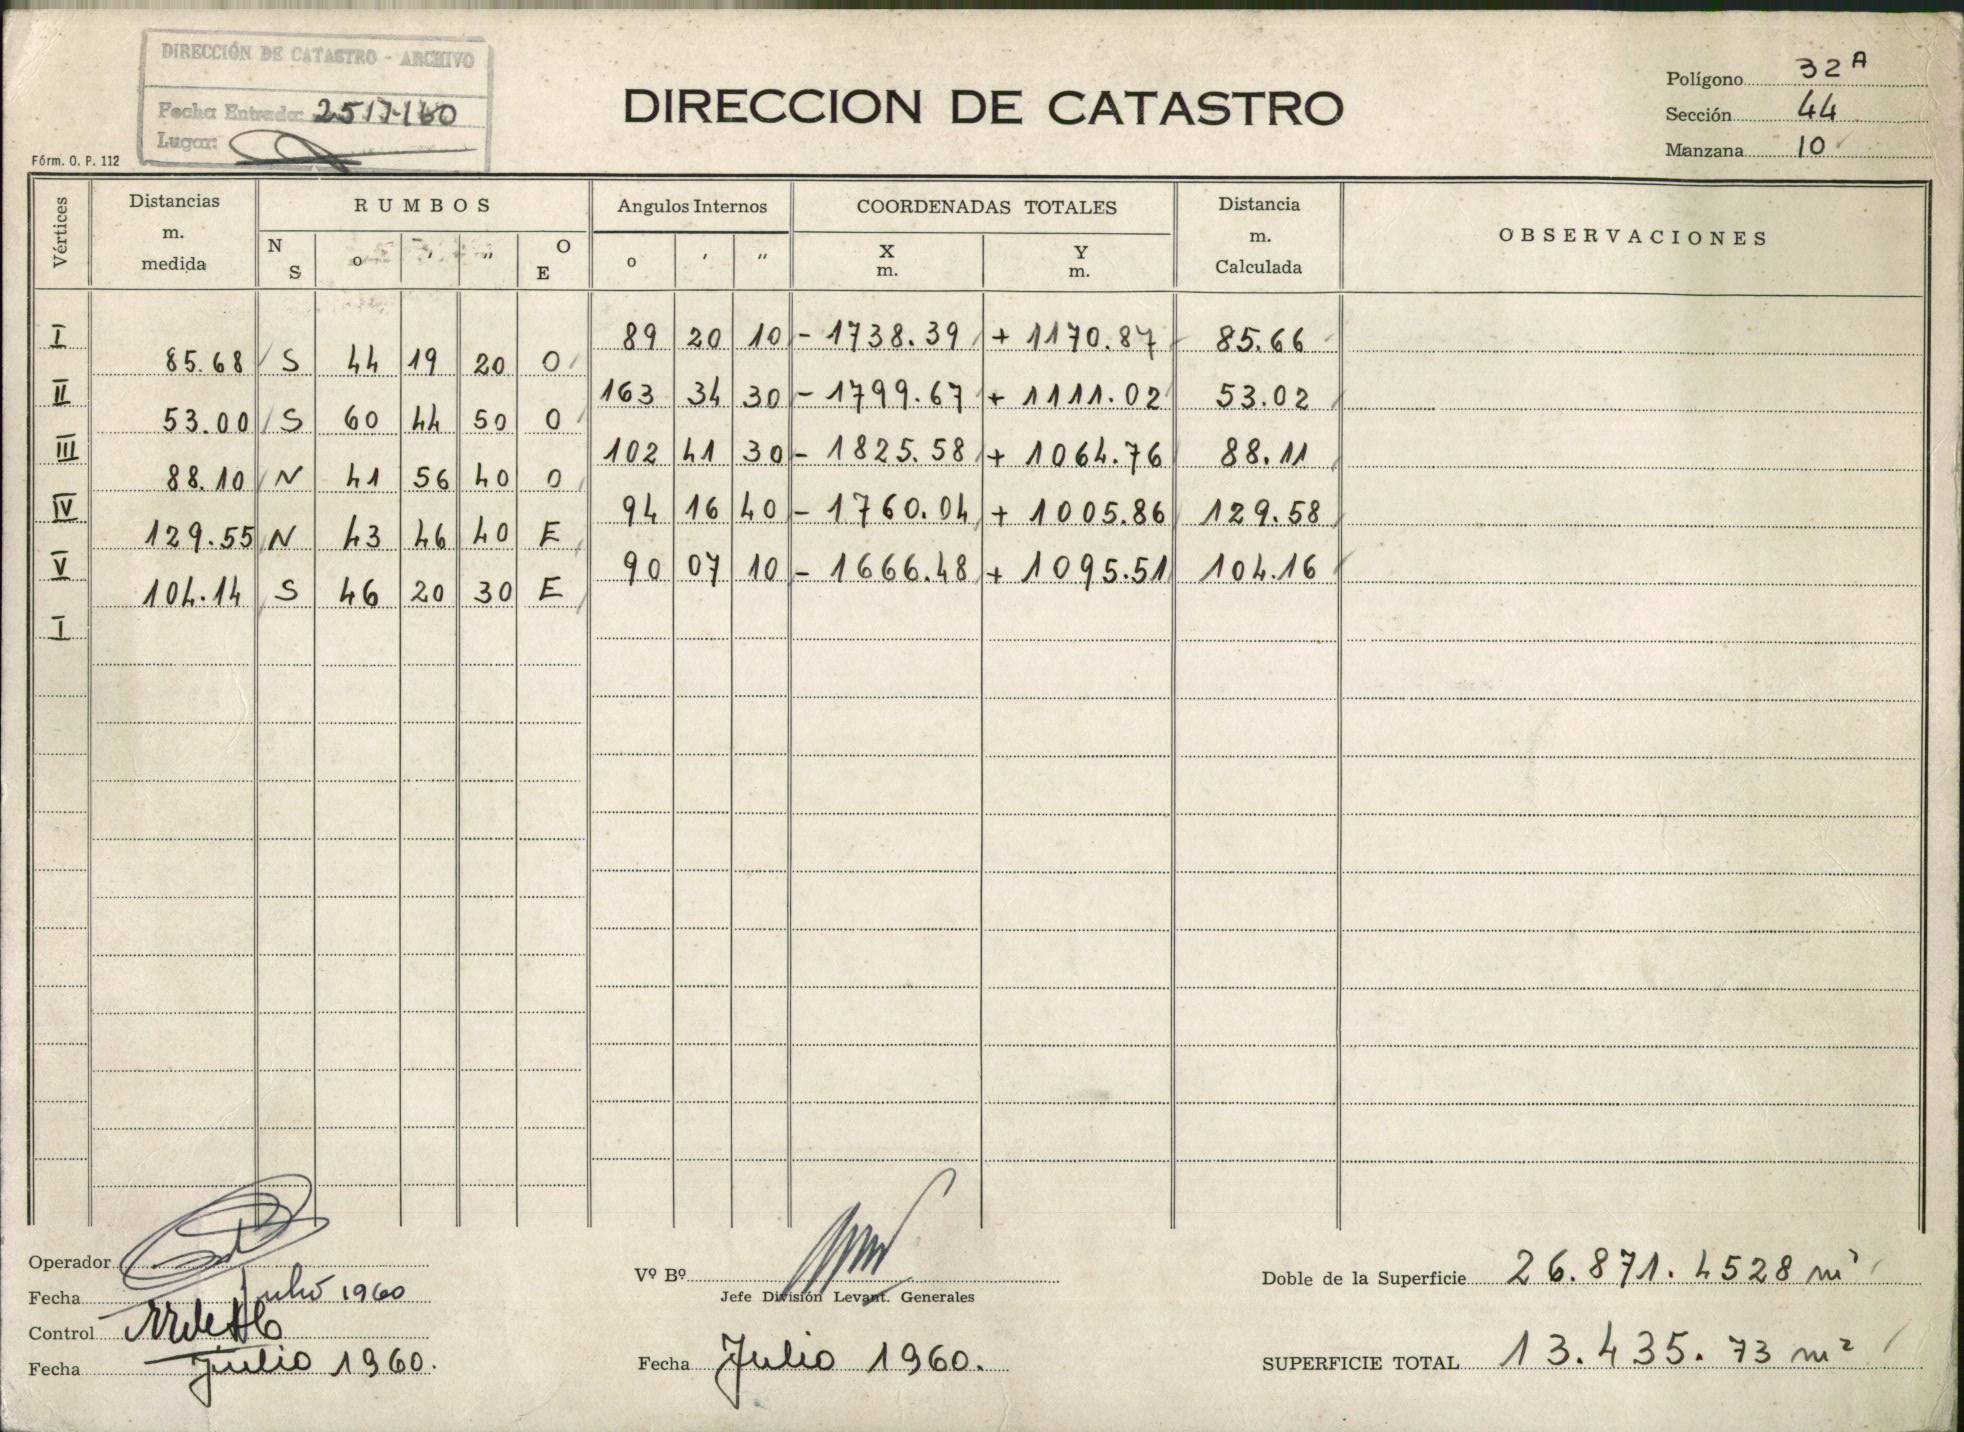 DIRECCIÓN DE CATASTRO - ARCHIVO
Fecha Entrada:
Lugar:
Fórm. O. P. 112
DIRECCION DE CATASTRO
Polígono 32 A
Sección 44
Manzana 10
Vértices Distancias m. medida RUMBOS Angulos Internos COORDENADAS TOTALES Distancia m. Calculada OBSERVACIONES
N S o ' " O E o ' " X m. Y m.
I 89 20 10 - 1738.39 + 1170.87 85.66
85.68 S 44 19 20 O
II 163 34 30 - 1799.67 + 1111.02 53.02
53.00 S 60 44 50 O
III 102 41 30 - 1825.58 + 1064.76 88.11
88.10 N 41 56 40 O
IV 94 16 40 - 1760.04 + 1005.86 129.58
129.55 N 43 46 40 E
V 90 07 10 - 1666.48 + 1095.51 104.16
104.14 S 46 20 30 E
I
Operador
Fecha Julio 1960
Control
Fecha Julio 1960.
Vº Bº
Jefe División Levant. Generales
Fecha Julio 1960.
Doble de la Superficie 26.871.4528 m²
SUPERFICIE TOTAL 13.435.73 m²